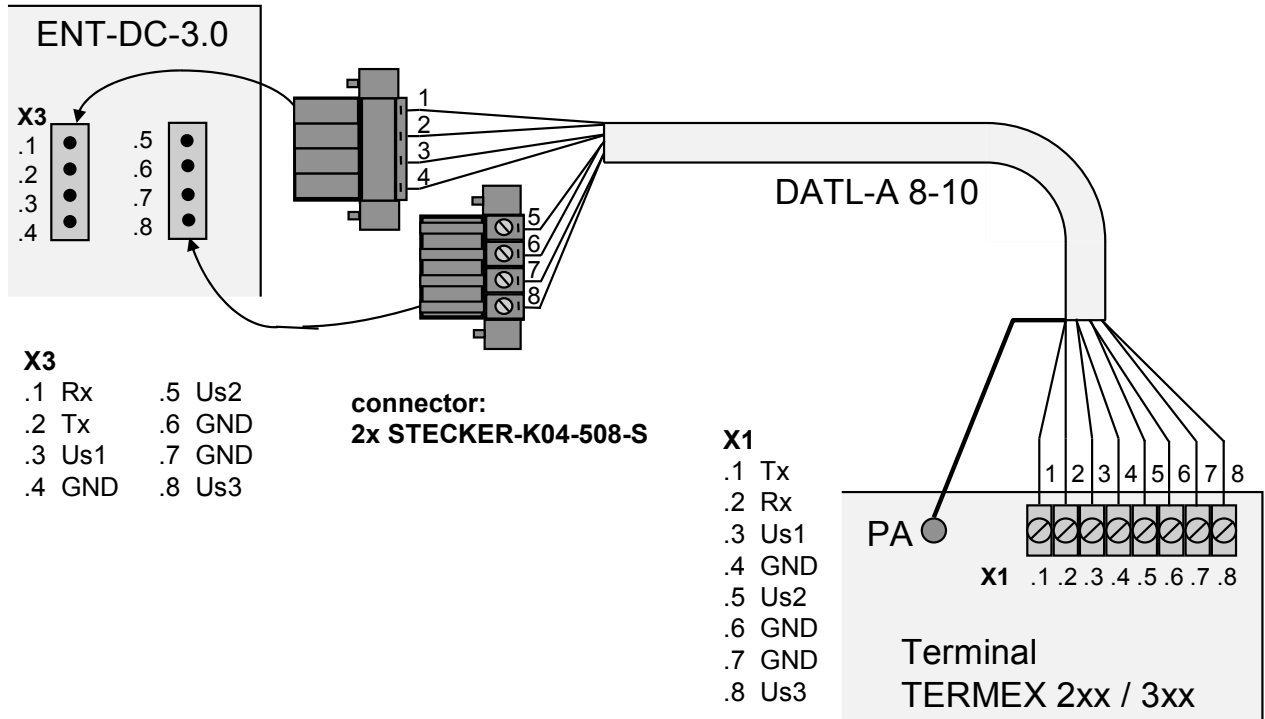 ENT-DC-3.0
X3
.1
.2
.3
.4
.5
.6
.7
.8
1
2
3
4
5
6
7
8
DATL-A 8-10
X3
.1 Rx .5 Us2
.2 Tx .6 GND
.3 Us1 .7 GND
.4 GND .8 Us3
connector:
2x STECKER-K04-508-S
X1
.1 Tx
.2 Rx
.3 Us1
.4 GND
.5 Us2
.6 GND
.7 GND
.8 Us3
1 2 3 4 5 6 7 8
PA
X1 .1 .2 .3 .4 .5 .6 .7 .8
Terminal
TERMEX 2xx / 3xx